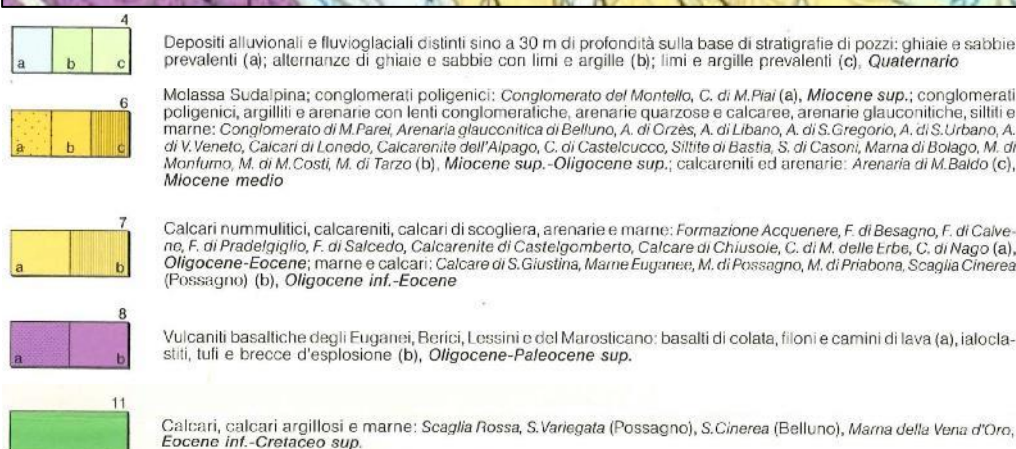 4
a b c
Depositi alluvionali e fluvioglaciali distinti sino a 30 m di profondità sulla base di stratigrafie di pozzi: ghiaie e sabbie
prevalenti (a); alternanze di ghiaie e sabbie con limi e argille (b); limi e argille prevalenti (c), Quaternario
6
a b c
Molassa Sudalpina; conglomerati poligenici: Conglomerato del Montello, C. di M.Piai (a), Miocene sup.; conglomerati
poligenici, argilliti e arenarie con lenti conglomeratiche, arenarie quarzose e calcaree, arenarie glauconitiche, siltiti e
marne: Conglomerato di M.Parei, Arenaria glauconitica di Belluno, A. di Orzès, A. di Libano, A. di S.Gregorio, A. di S.Urbano, A.
di V.Veneto, Calcari di Lonedo, Calcarenite dell'Alpago, C. di Castelcucco, Siltite di Bastia, S. di Casoni, Marna di Bolago, M. di
Monfumo, M. di M.Costi, M. di Tarzo (b), Miocene sup.-Oligocene sup.; calcareniti ed arenarie: Arenaria di M.Baldo (c),
Miocene medio
7
a b
Calcari nummulitici, calcareniti, calcari di scogliera, arenarie e marne: Formazione Acquenere, F. di Besagno, F. di Calve-
ne, F. di Pradelgiglio, F. di Salcedo, Calcarenite di Castelgomberto, Calcare di Chiusole, C. di M. delle Erbe, C. di Nago (a),
Oligocene-Eocene; marne e calcari: Calcare di S.Giustina, Marne Euganee, M. di Possagno, M. di Priabona, Scaglia Cinerea
(Possagno) (b), Oligocene inf.-Eocene
8
a b
Vulcaniti basaltiche degli Euganei, Berici, Lessini e del Marosticano: basalti di colata, filoni e camini di lava (a), ialocla-
stiti, tufi e brecce d'esplosione (b), Oligocene-Paleocene sup.
11
Calcari, calcari argillosi e marne: Scaglia Rossa, S.Variegata (Possagno), S.Cinerea (Belluno), Marna della Vena d'Oro,
Eocene inf.-Cretaceo sup.